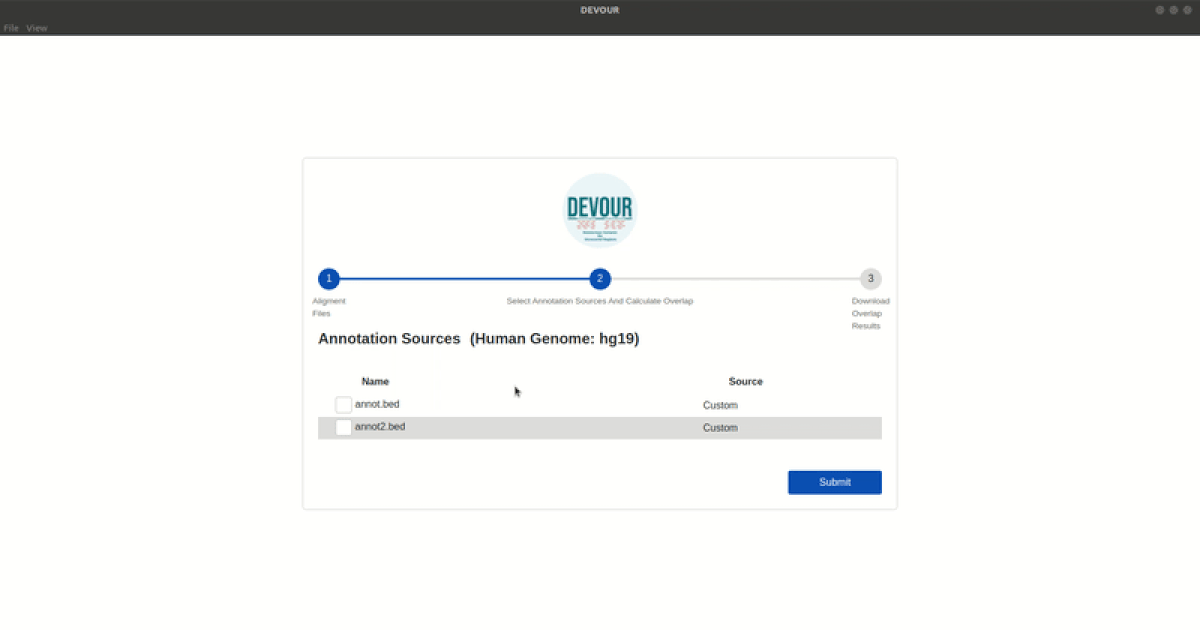 DEVOUR
File View
DEVOUR
1
2
3
Aligment
Files
Select Annotation Sources And Calculate Overlap
Download
Overlap
Results
Annotation Sources (Human Genome: hg19)
Name Source
annot.bed Custom
annot2.bed Custom
Submit